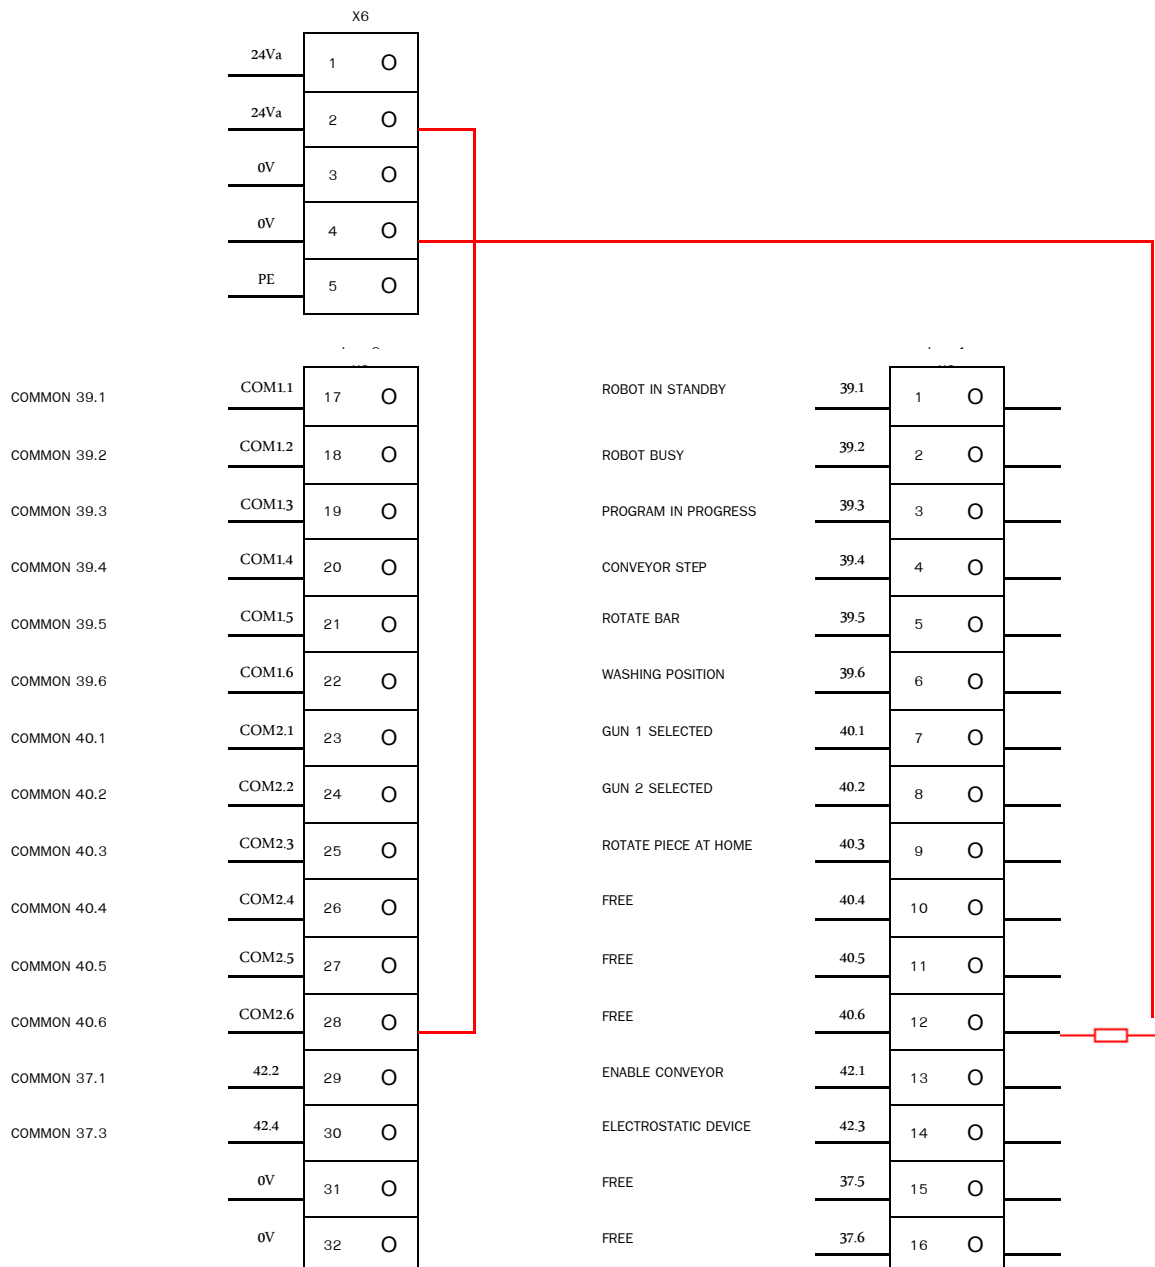 X6
24Va 1 O
24Va 2 O
0V 3 O
0V 4 O
PE 5 O
COMMON 39.1 COM1.1 17 O ROBOT IN STANDBY 39.1 1 O
COMMON 39.2 COM1.2 18 O ROBOT BUSY 39.2 2 O
COMMON 39.3 COM1.3 19 O PROGRAM IN PROGRESS 39.3 3 O
COMMON 39.4 COM1.4 20 O CONVEYOR STEP 39.4 4 O
COMMON 39.5 COM1.5 21 O ROTATE BAR 39.5 5 O
COMMON 39.6 COM1.6 22 O WASHING POSITION 39.6 6 O
COMMON 40.1 COM2.1 23 O GUN 1 SELECTED 40.1 7 O
COMMON 40.2 COM2.2 24 O GUN 2 SELECTED 40.2 8 O
COMMON 40.3 COM2.3 25 O ROTATE PIECE AT HOME 40.3 9 O
COMMON 40.4 COM2.4 26 O FREE 40.4 10 O
COMMON 40.5 COM2.5 27 O FREE 40.5 11 O
COMMON 40.6 COM2.6 28 O FREE 40.6 12 O
COMMON 37.1 42.2 29 O ENABLE CONVEYOR 42.1 13 O
COMMON 37.3 42.4 30 O ELECTROSTATIC DEVICE 42.3 14 O
0V 31 O FREE 37.5 15 O
0V 32 O FREE 37.6 16 O